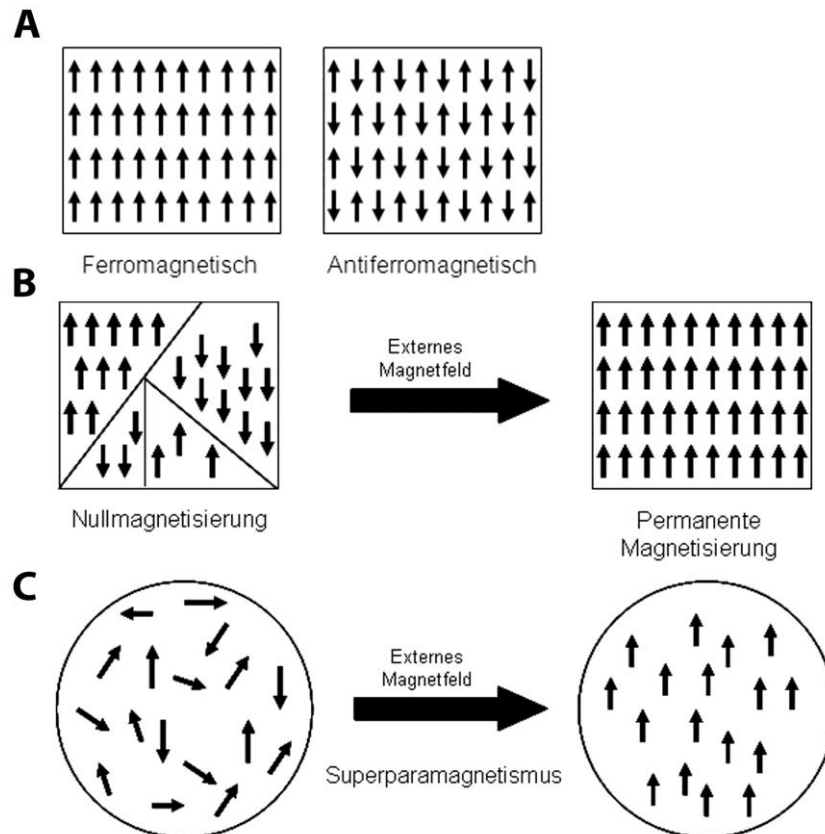 A
Ferromagnetisch
Antiferromagnetisch
B
Externes
Magnetfeld
Nullmagnetisierung
Permanente
Magnetisierung
C
Externes
Magnetfeld
Superparamagnetismus